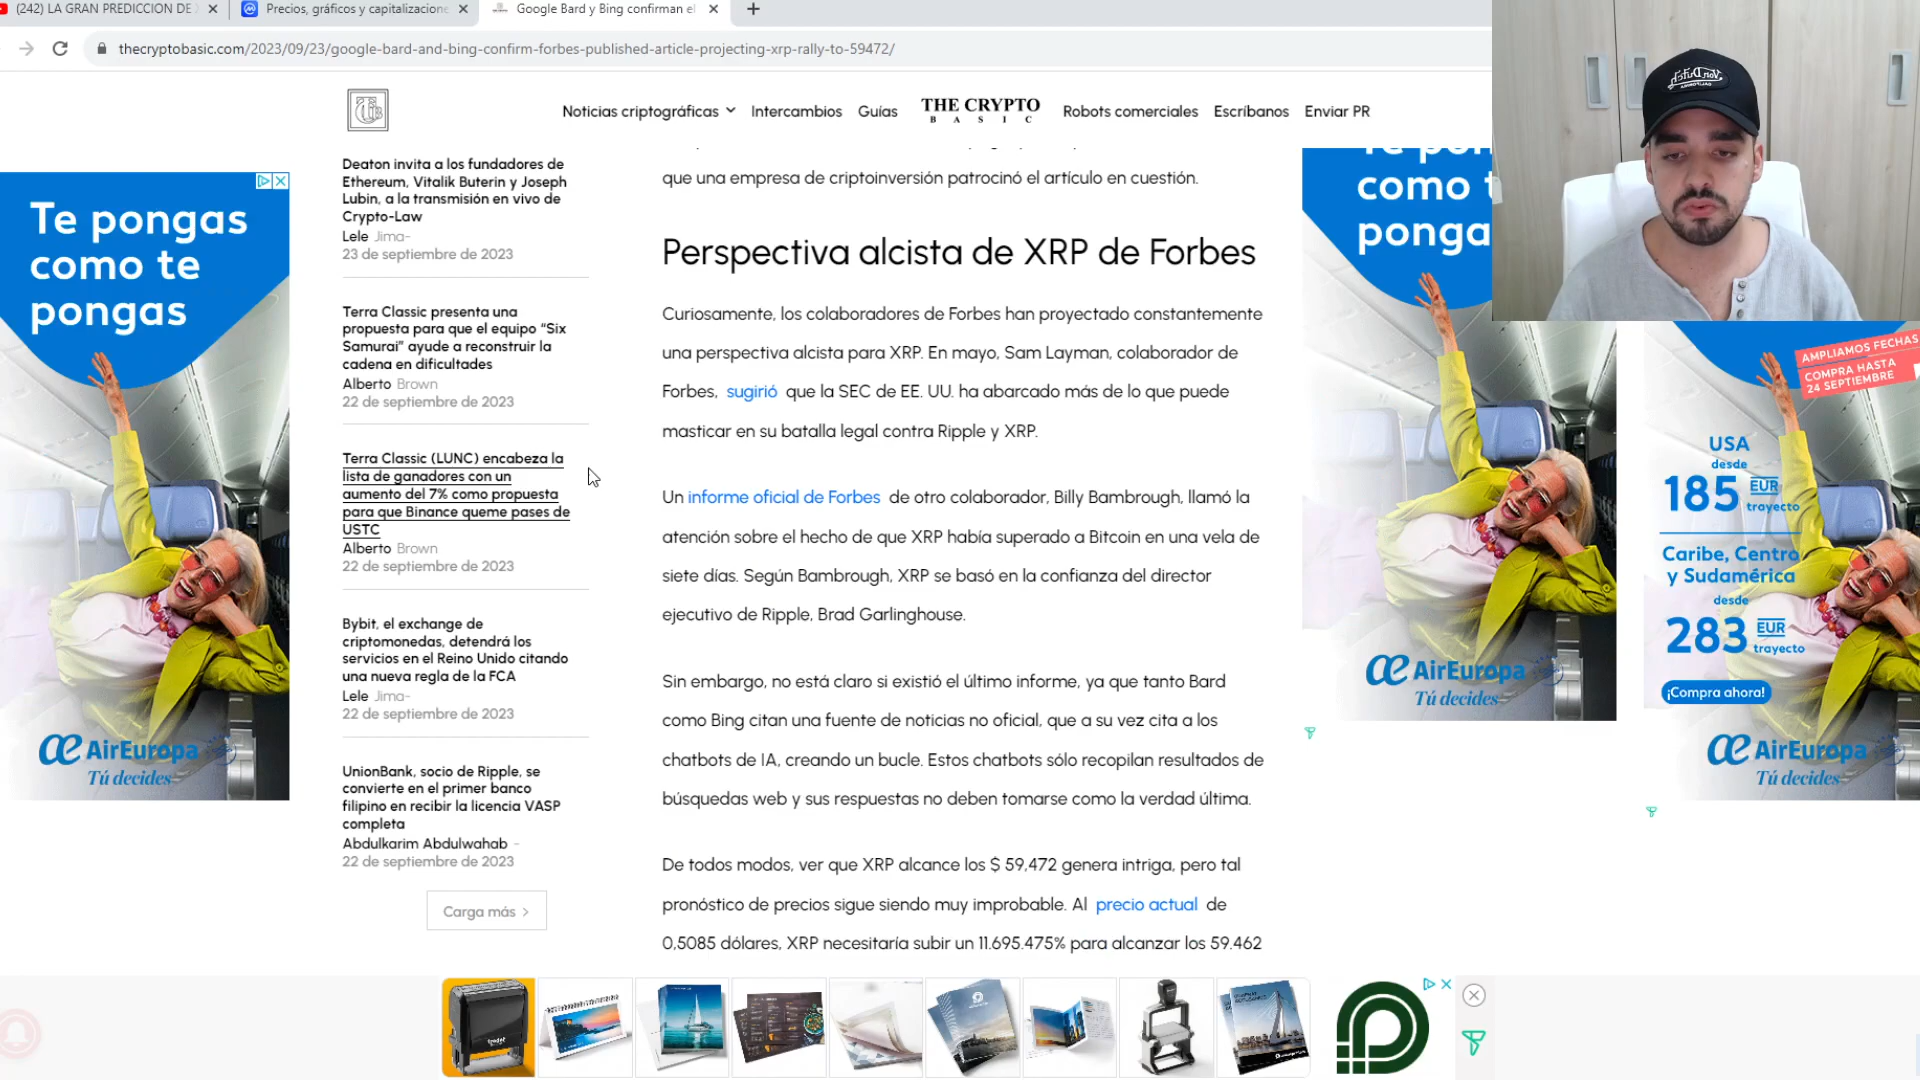 (242) LA GRAN PREDICCION DE
Precios, gráficos y capitalizacione
Google Bard y Bing confirman el
thecryptobasic.com/2023/09/23/google-bard-and-bing-confirm-forbes-published-article-projecting-xrp-rally-to-59472/
Noticias criptográficas
Intercambios
Guías
THE CRYPTO
BASIC
Robots comerciales
Escríbanos
Enviar PR
Te pongas
como te
pongas
AirEuropa
Tú decides
Deaton invita a los fundadores de
Ethereum, Vitalik Buterin y Joseph
Lubin, a la transmisión en vivo de
Crypto-Law
Lele Jima-
23 de septiembre de 2023
Terra Classic presenta una
propuesta para que el equipo “Six
Samurai” ayude a reconstruir la
cadena en dificultades
Alberto Brown
22 de septiembre de 2023
Terra Classic (LUNC) encabeza la
lista de ganadores con un
aumento del 7% como propuesta
para que Binance queme pases de
USTC
Alberto Brown
22 de septiembre de 2023
Bybit, el exchange de
criptomonedas, detendrá los
servicios en el Reino Unido citando
una nueva regla de la FCA
Lele Jima-
22 de septiembre de 2023
UnionBank, socio de Ripple, se
convierte en el primer banco
filipino en recibir la licencia VASP
completa
Abdulkarim Abdulwahab -
22 de septiembre de 2023
Carga más >
que una empresa de criptoinversión patrocinó el artículo en cuestión.
Perspectiva alcista de XRP de Forbes
Curiosamente, los colaboradores de Forbes han proyectado constantemente
una perspectiva alcista para XRP. En mayo, Sam Layman, colaborador de
Forbes, sugirió que la SEC de EE. UU. ha abarcado más de lo que puede
masticar en su batalla legal contra Ripple y XRP.
Un informe oficial de Forbes de otro colaborador, Billy Bambrough, llamó la
atención sobre el hecho de que XRP había superado a Bitcoin en una vela de
siete días. Según Bambrough, XRP se basó en la confianza del director
ejecutivo de Ripple, Brad Garlinghouse.
Sin embargo, no está claro si existió el último informe, ya que tanto Bard
como Bing citan una fuente de noticias no oficial, que a su vez cita a los
chatbots de IA, creando un bucle. Estos chatbots sólo recopilan resultados de
búsquedas web y sus respuestas no deben tomarse como la verdad última.
De todos modos, ver que XRP alcance los $ 59,472 genera intriga, pero tal
pronóstico de precios sigue siendo muy improbable. Al precio actual de
0,5085 dólares, XRP necesitaría subir un 11.695.475% para alcanzar los 59.462
como
ponga
AirEuropa
Tú decides
AMPLIAMOS FECHAS
COMPRA HASTA
24 SEPTIEMBRE
USA
desde
185 EUR
trayecto
Caribe, Centro
y Sudamérica
desde
283 EUR
trayecto
¡Compra ahora!
AirEuropa
Tú decides